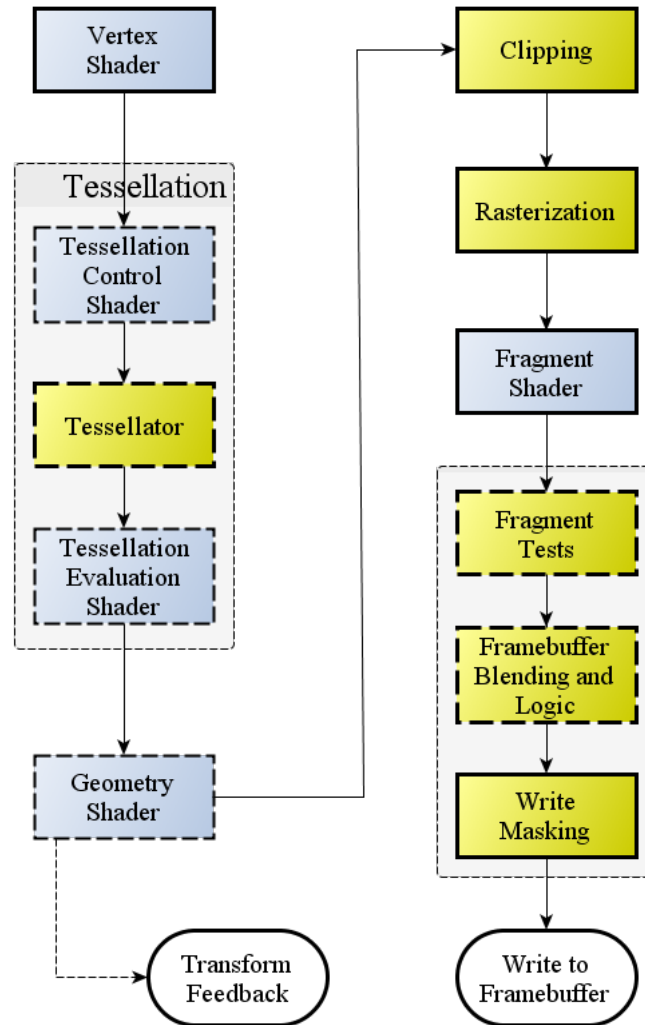 Vertex
Shader
Tessellation
Tessellation
Control
Shader
Tessellator
Tessellation
Evaluation
Shader
Geometry
Shader
Transform
Feedback
Clipping
Rasterization
Fragment
Shader
Fragment
Tests
Framebuffer
Blending and
Logic
Write
Masking
Write to
Framebuffer